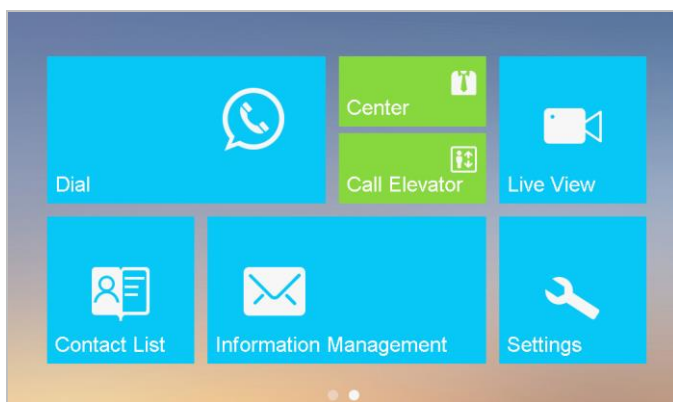 Dial
Center
Call Elevator
Live View
Contact List
Information Management
Settings